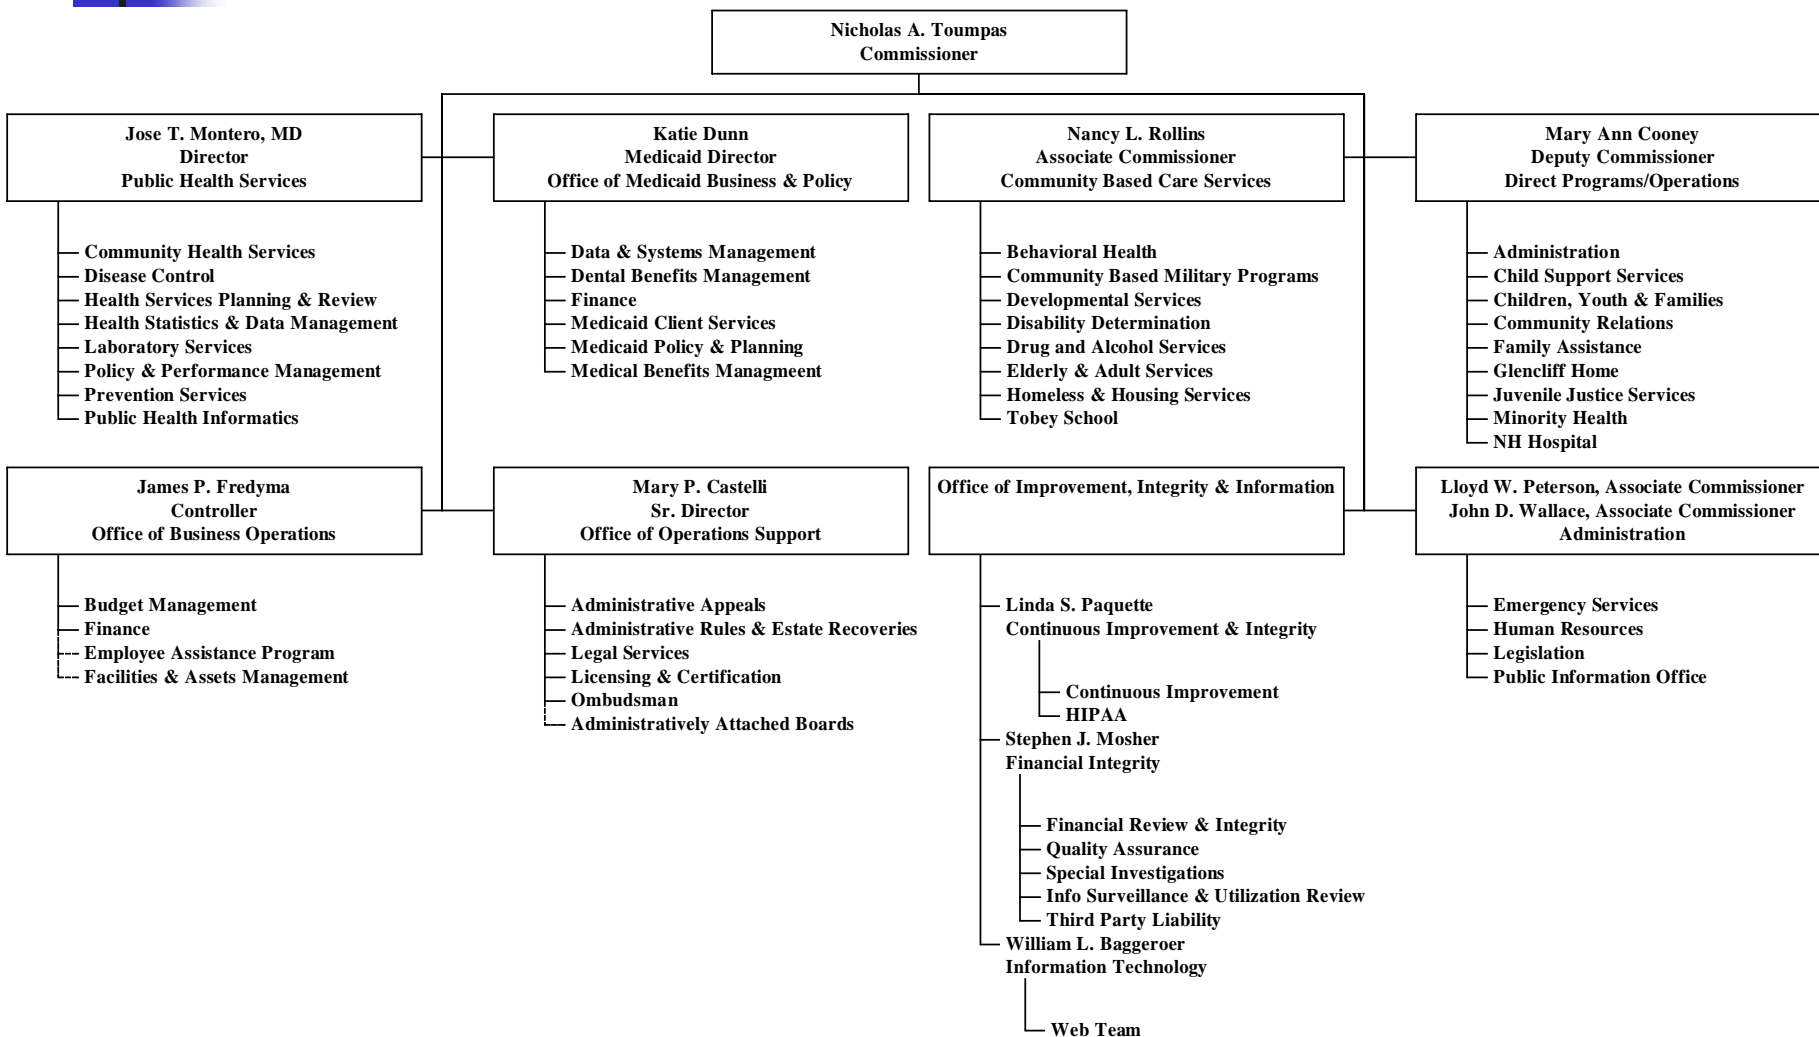 Nicholas A. Toumpas
Commissioner
Jose T. Montero, MD
Director
Public Health Services
Community Health Services
Disease Control
Health Services Planning & Review
Health Statistics & Data Management
Laboratory Services
Policy & Performance Management
Prevention Services
Public Health Informatics
Katie Dunn
Medicaid Director
Office of Medicaid Business & Policy
Data & Systems Management
Dental Benefits Management
Finance
Medicaid Client Services
Medicaid Policy & Planning
Medical Benefits Managmeent
Nancy L. Rollins
Associate Commissioner
Community Based Care Services
Behavioral Health
Community Based Military Programs
Developmental Services
Disability Determination
Drug and Alcohol Services
Elderly & Adult Services
Homeless & Housing Services
Tobey School
Mary Ann Cooney
Deputy Commissioner
Direct Programs/Operations
Administration
Child Support Services
Children, Youth & Families
Community Relations
Family Assistance
Glencliff Home
Juvenile Justice Services
Minority Health
NH Hospital
James P. Fredyma
Controller
Office of Business Operations
Budget Management
Finance
Employee Assistance Program
Facilities & Assets Management
Mary P. Castelli
Sr. Director
Office of Operations Support
Administrative Appeals
Administrative Rules & Estate Recoveries
Legal Services
Licensing & Certification
Ombudsman
Administratively Attached Boards
Office of Improvement, Integrity & Information
Linda S. Paquette
Continuous Improvement & Integrity
Continuous Improvement
HIPAA
Stephen J. Mosher
Financial Integrity
Financial Review & Integrity
Quality Assurance
Special Investigations
Info Surveillance & Utilization Review
Third Party Liability
William L. Baggeroer
Information Technology
Web Team
Lloyd W. Peterson, Associate Commissioner
John D. Wallace, Associate Commissioner
Administration
Emergency Services
Human Resources
Legislation
Public Information Office